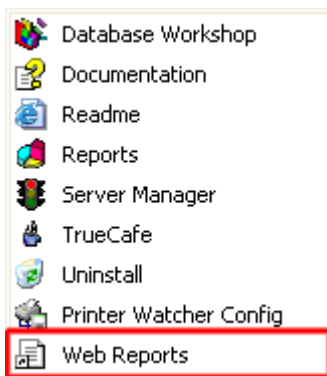 Database Workshop
Documentation
Readme
Reports
Server Manager
TrueCafe
Uninstall
Printer Watcher Config
Web Reports